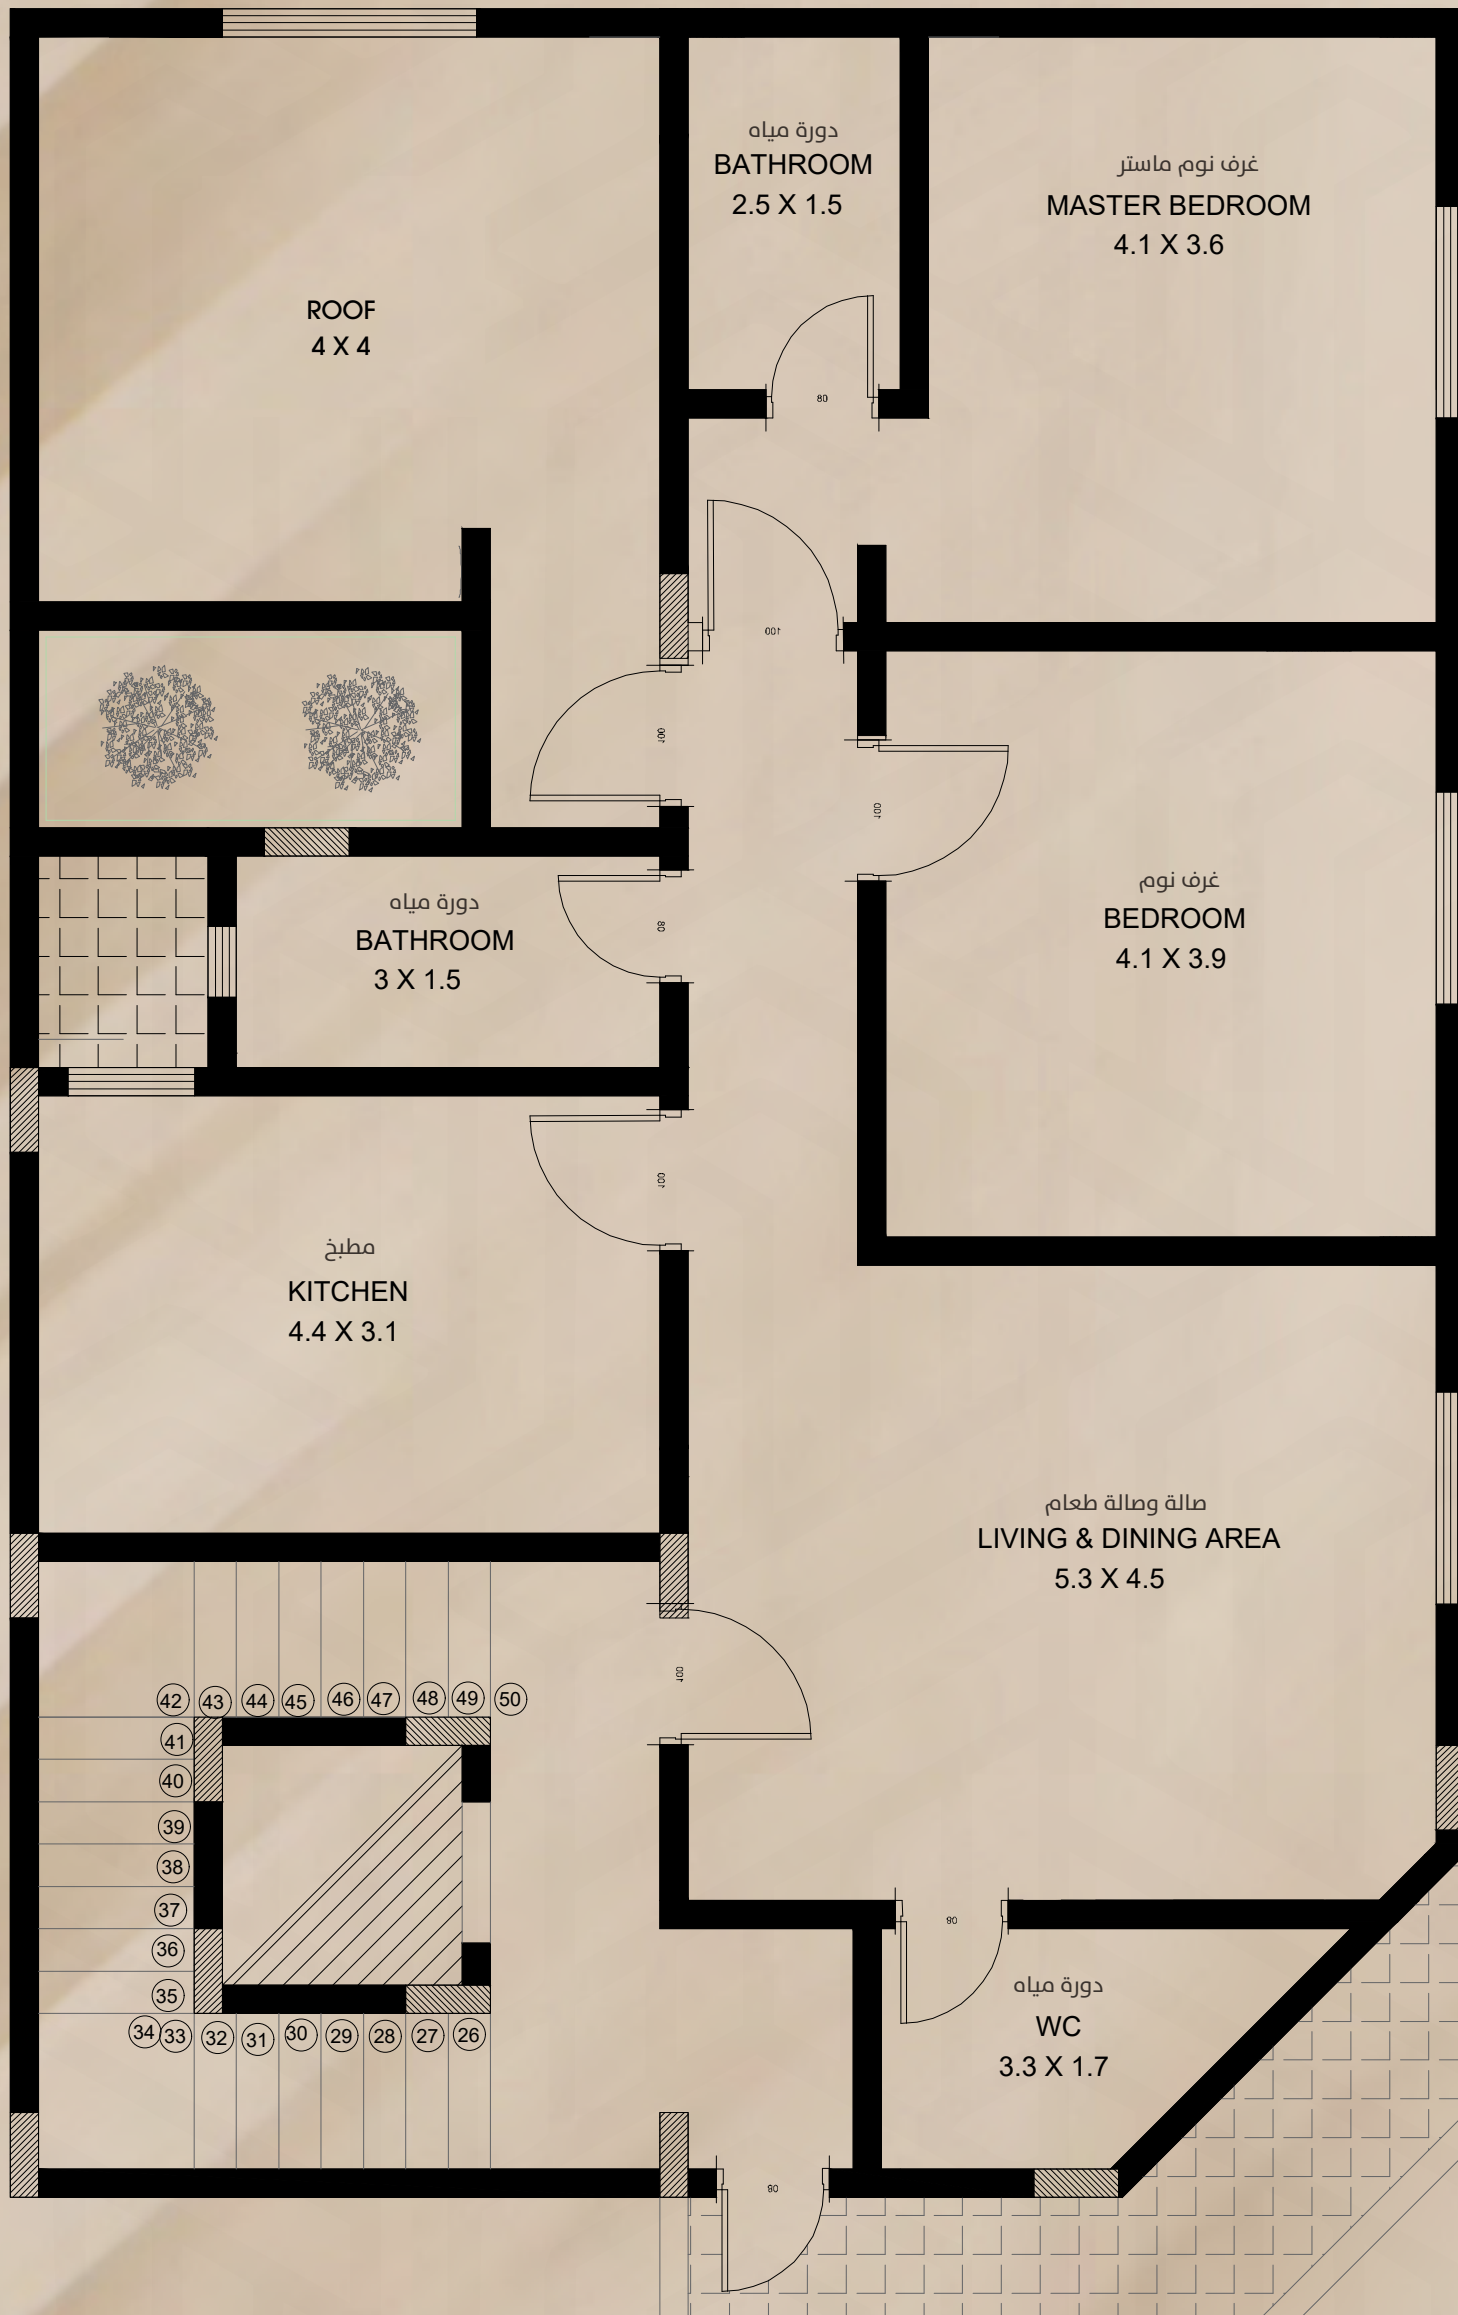 دورة مياه
BATHROOM
2.5 X 1.5
غرف نوم ماستر
MASTER BEDROOM
4.1 X 3.6
ROOF
4 X 4
80
100
100
100
دورة مياه
BATHROOM
3 X 1.5
80
غرف نوم
BEDROOM
4.1 X 3.9
100
مطبخ
KITCHEN
4.4 X 3.1
صالة وصالة طعام
LIVING & DINING AREA
5.3 X 4.5
100
42 43 44 45 46 47 48 49 50
41
40
39
38
37
36
35
34 33 32 31 30 29 28 27 26
80
دورة مياه
WC
3.3 X 1.7
80